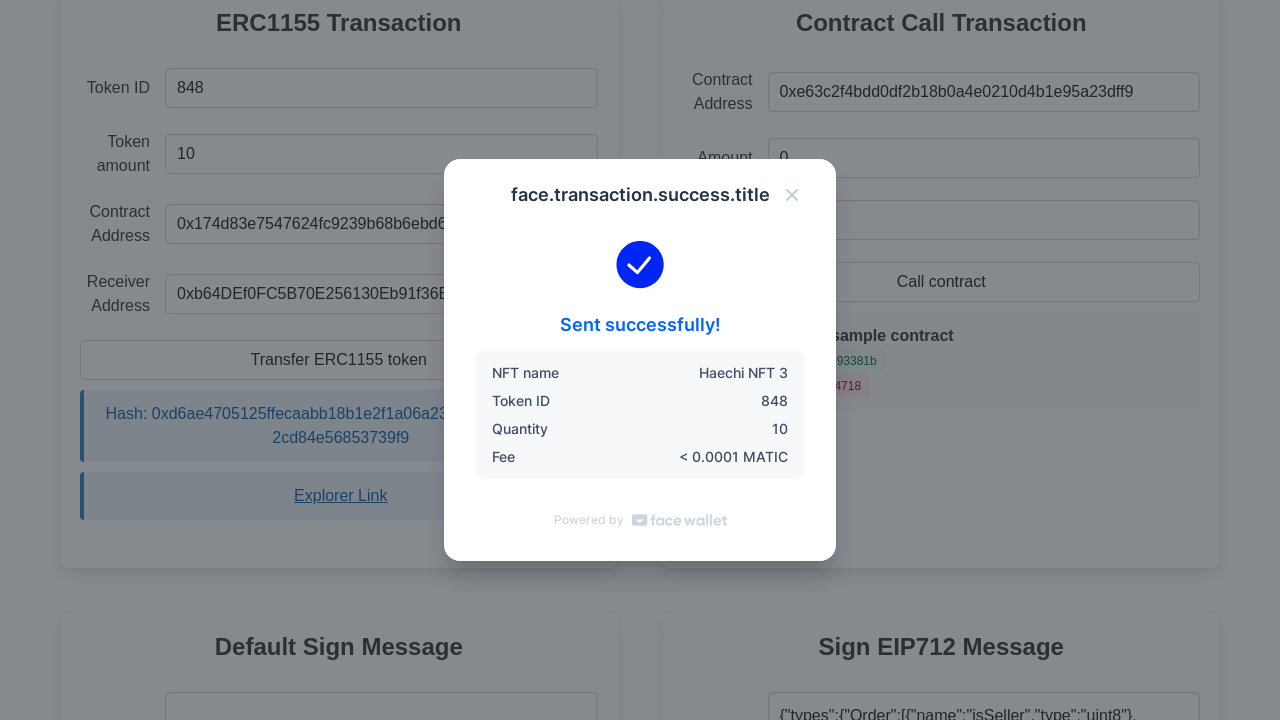 ERC1155 Transaction
Token ID
848
Token amount
10
Contract Address
0x174d83e7547624fc9239b68b6ebd6
Receiver Address
0xb64DEf0FC5B70E256130Eb91f36E
Transfer ERC1155 token
Hash: 0xd6ae4705125ffecaabb18b1e2f1a06a23
2cd84e56853739f9
Explorer Link
Contract Call Transaction
Contract Address
0xe63c2f4bdd0df2b18b0a4e0210d4b1e95a23dff9
Amount
0
Call contract
sample contract
93381b
4718
face.transaction.success.title
Sent successfully!
NFT name Haechi NFT 3
Token ID 848
Quantity 10
Fee < 0.0001 MATIC
Powered by face wallet
Default Sign Message
Sign EIP712 Message
{"types":{"Order":[{"name":"isSeller","type":"uint8"},